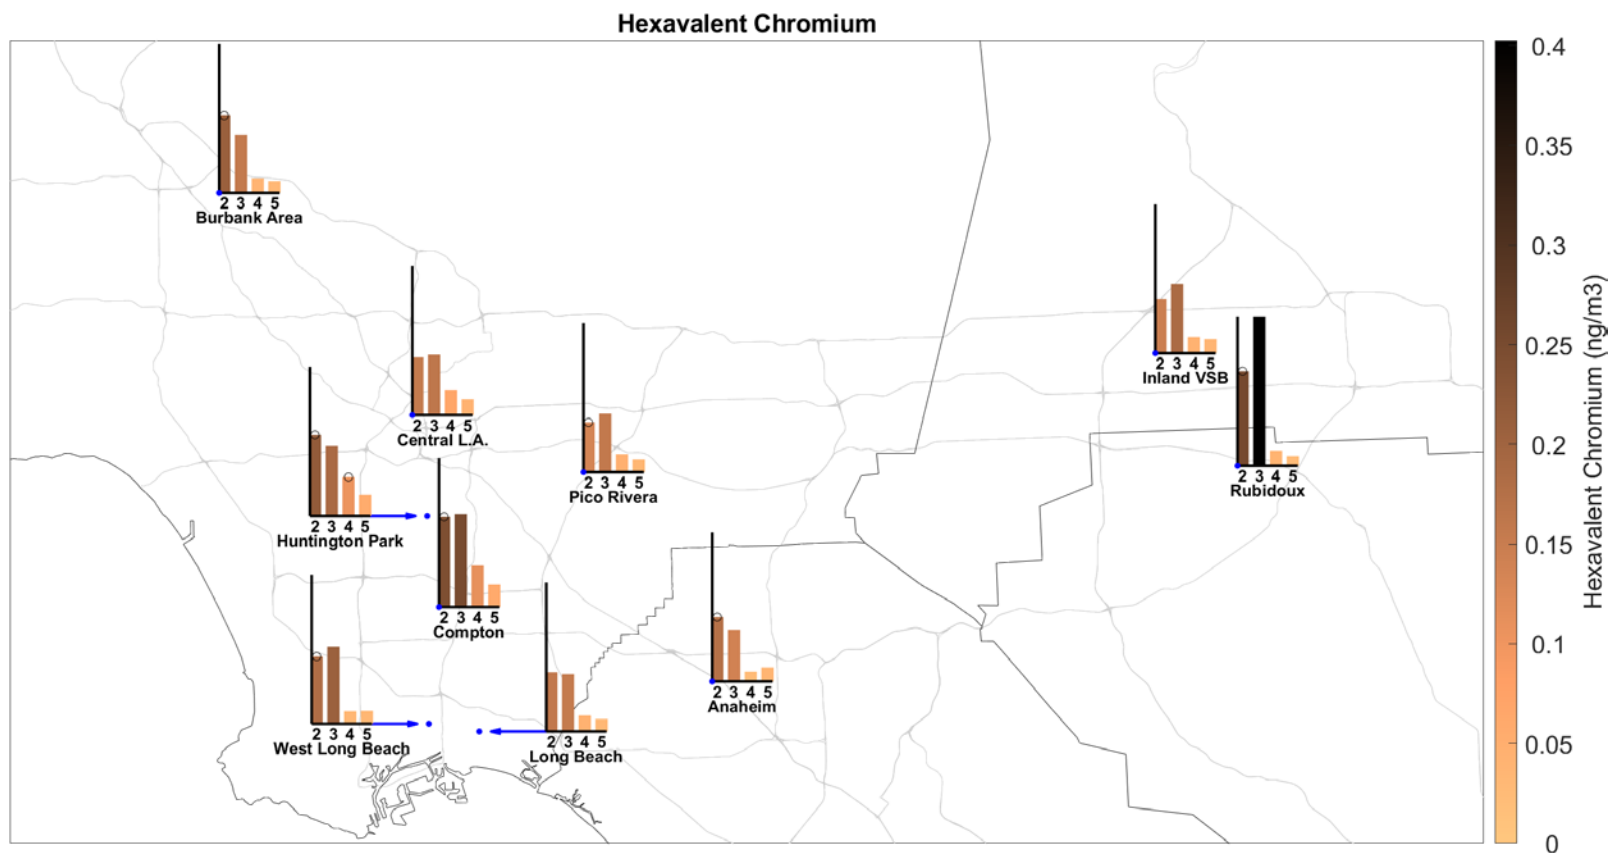 Hexavalent Chromium
2 3 4 5
Burbank Area
2 3 4 5
Central L.A.
2 3 4 5
Pico Rivera
2 3 4 5
Inland VSB
2 3 4 5
Rubidoux
2 3 4 5
Huntington Park
2 3 4 5
Compton
2 3 4 5
West Long Beach
2 3 4 5
Long Beach
2 3 4 5
Anaheim
0.4
0.35
0.3
0.25
0.2
0.15
0.1
0.05
0
Hexavalent Chromium (ng/m3)